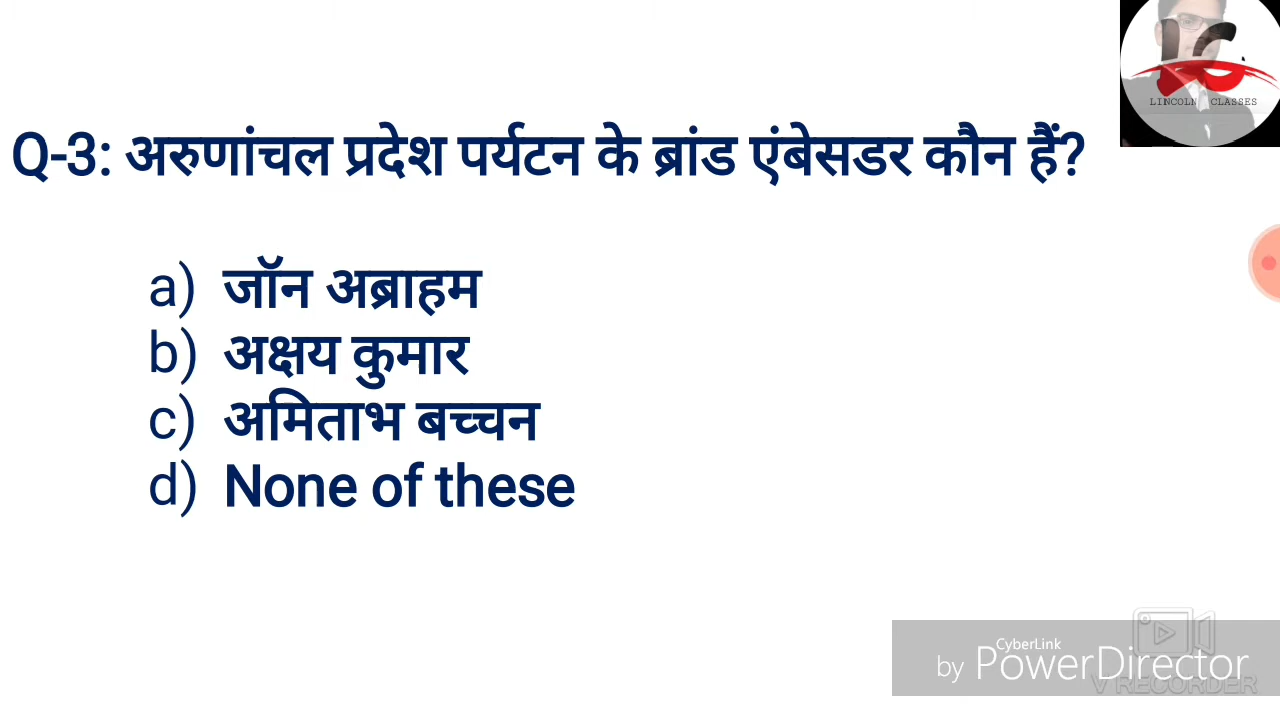 LINCOLN CLASSES
Q-3: अरुणांचल प्रदेश पर्यटन के ब्रांड एंबेसडर कौन हैं?
a) जॉन अब्राहम
b) अक्षय कुमार
c) अमिताभ बच्चन
d) None of these
CyberLink
by PowerDirector
V RECORDER